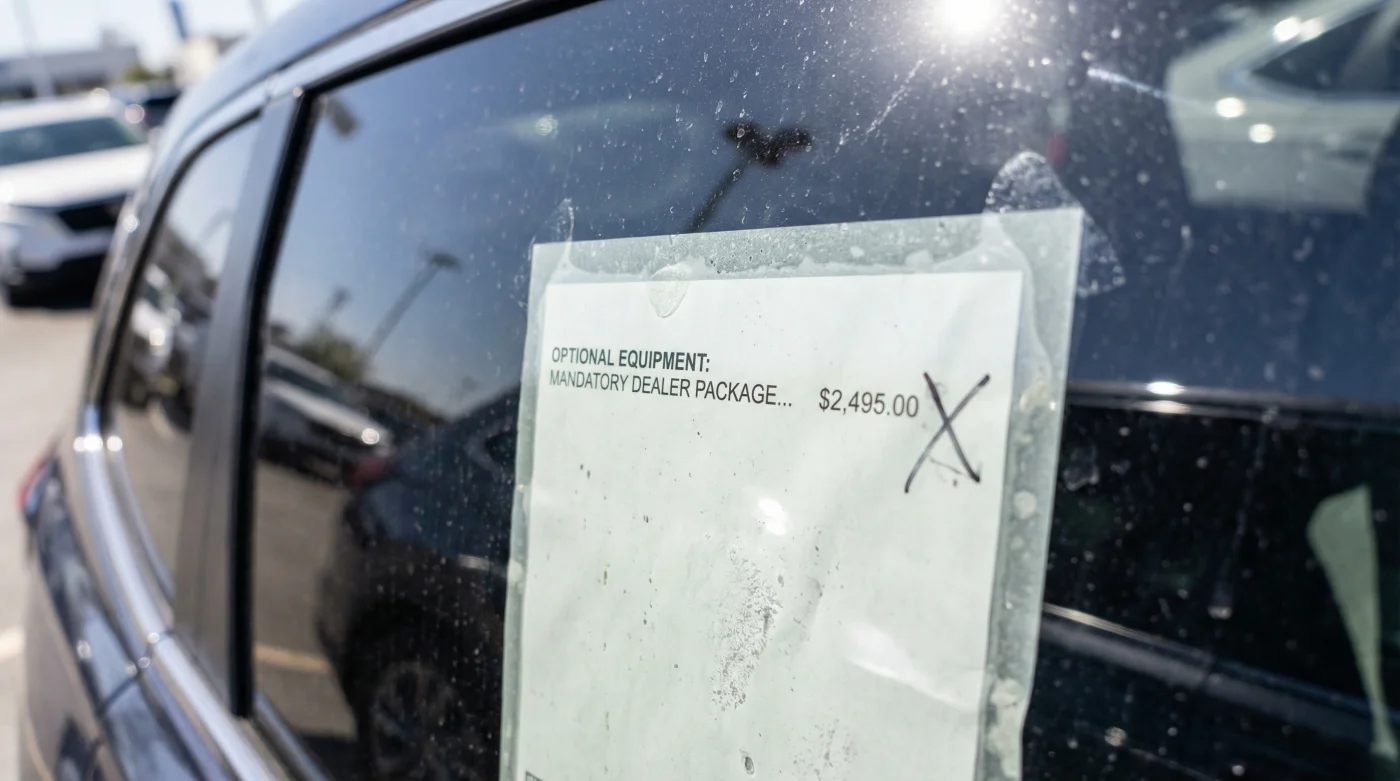 OPTIONAL EQUIPMENT:
MANDATORY DEALER PACKAGE... $2,495.00 X